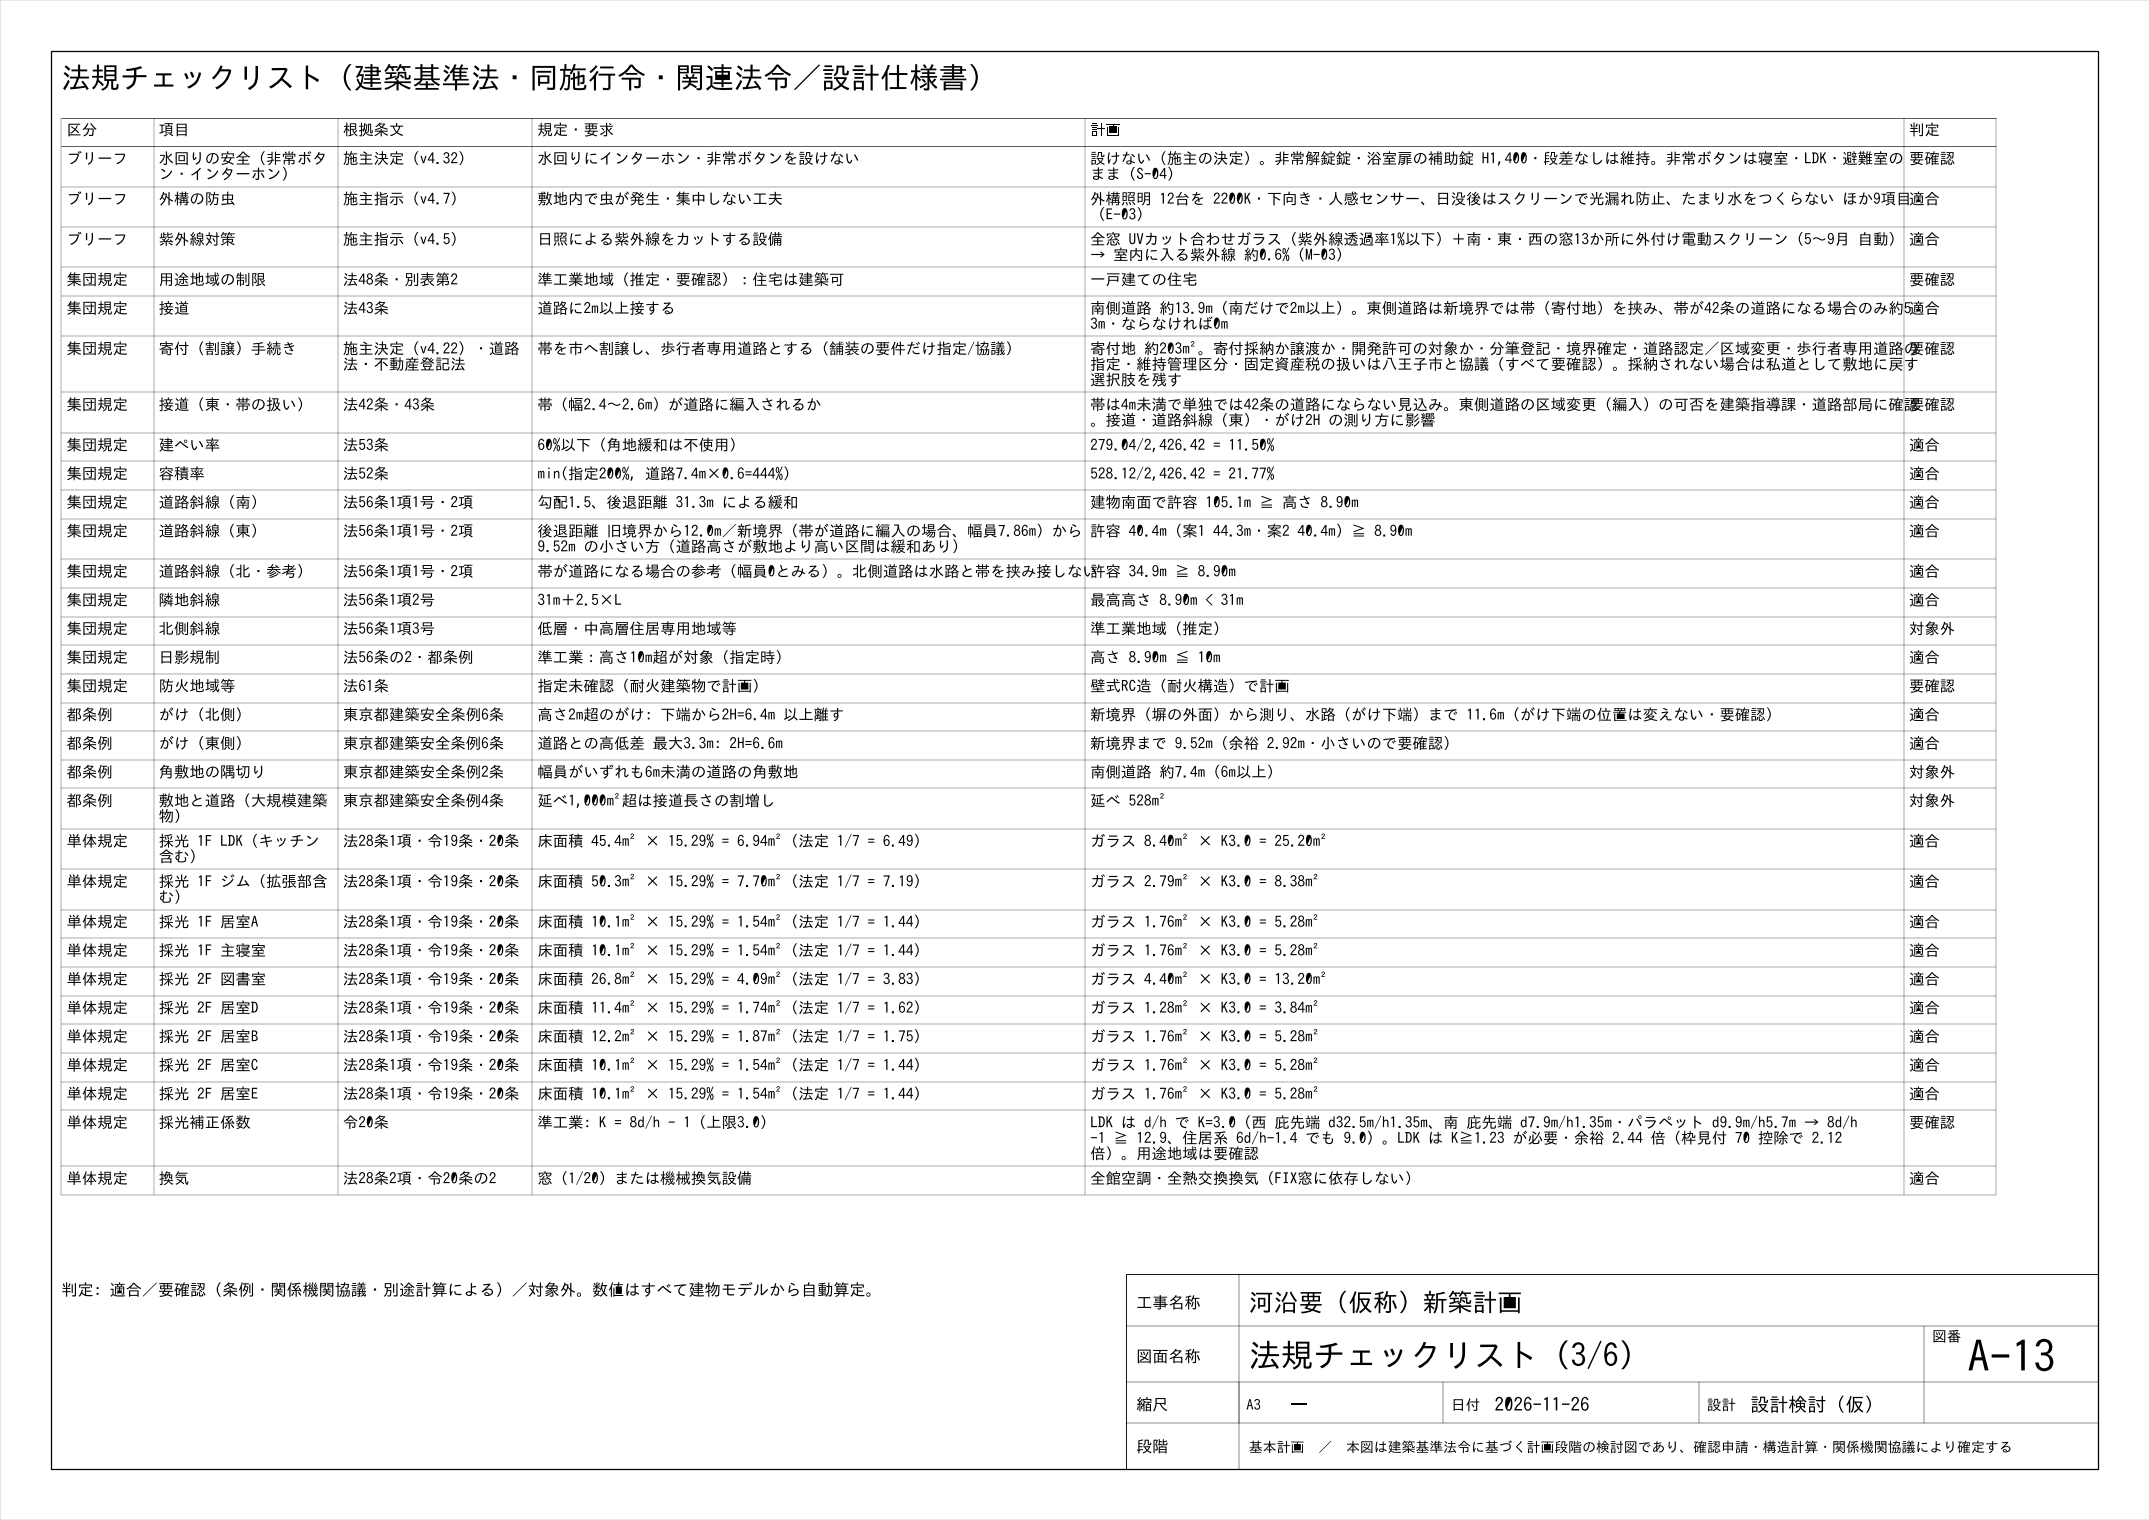 法規チェックリスト（建築基準法・同施行令・関連法令／設計仕様書）
区分 項目 根拠条文 規定・要求 計画 判定
ブリーフ 水回りの安全（非常ボタン・インターホン） 施主決定（v4.32） 水回りにインターホン・非常ボタンを設けない 設けない（施主の決定）。非常解錠錠・浴室扉の補助錠 H1,400・段差なしは維持。非常ボタンは寝室・LDK・避難室のまま（S-04） 要確認
ブリーフ 外構の防虫 施主指示（v4.7） 敷地内で虫が発生・集中しない工夫 外構照明 12台を 2200K・下向き・人感センサー、日没後はスクリーンで光漏れ防止、たまり水をつくらない ほか9項目（E-03） 適合
ブリーフ 紫外線対策 施主指示（v4.5） 日照による紫外線をカットする設備 全窓 UVカット合わせガラス（紫外線透過率1%以下）＋南・東・西の窓13か所に外付け電動スクリーン（5～9月 自動）→ 室内に入る紫外線 約0.6%（M-03） 適合
集団規定 用途地域の制限 法48条・別表第2 準工業地域（推定・要確認）：住宅は建築可 一戸建ての住宅 要確認
集団規定 接道 法43条 道路に2m以上接する 南側道路 約13.9m（南だけで2m以上）。東側道路は新境界では帯（寄付地）を挟み、帯が42条の道路になる場合のみ約53m・ならなければ0m 適合
集団規定 寄付（割譲）手続き 施主決定（v4.22）・道路法・不動産登記法 帯を市へ割譲し、歩行者専用道路とする（舗装の要件だけ指定/協議） 寄付地 約203m²。寄付採納か譲渡か・開発許可の対象か・分筆登記・境界確定・道路認定／区域変更・歩行者専用道路の指定・維持管理区分・固定資産税の扱いは八王子市と協議（すべて要確認）。採納されない場合は私道として敷地に戻す選択肢を残す 要確認
集団規定 接道（東・帯の扱い） 法42条・43条 帯（幅2.4～2.6m）が道路に編入されるか 帯は4m未満で単独では42条の道路にならない見込み。東側道路の区域変更（編入）の可否を建築指導課・道路部局に確認。接道・道路斜線（東）・がけ2H の測り方に影響 要確認
集団規定 建ぺい率 法53条 60%以下（角地緩和は不使用） 279.04/2,426.42 = 11.50% 適合
集団規定 容積率 法52条 min(指定200%, 道路7.4m×0.6=444%) 528.12/2,426.42 = 21.77% 適合
集団規定 道路斜線（南） 法56条1項1号・2項 勾配1.5、後退距離 31.3m による緩和 建物南面で許容 105.1m ≧ 高さ 8.90m 適合
集団規定 道路斜線（東） 法56条1項1号・2項 後退距離 旧境界から12.0m／新境界（帯が道路に編入の場合、幅員7.86m）から 9.52m の小さい方（道路高さが敷地より高い区間は緩和あり） 許容 40.4m（案1 44.3m・案2 40.4m）≧ 8.90m 適合
集団規定 道路斜線（北・参考） 法56条1項1号・2項 帯が道路になる場合の参考（幅員0とみる）。北側道路は水路と帯を挟み接しない 許容 34.9m ≧ 8.90m 適合
集団規定 隣地斜線 法56条1項2号 31m＋2.5×L 最高高さ 8.90m < 31m 適合
集団規定 北側斜線 法56条1項3号 低層・中高層住居専用地域等 準工業地域（推定） 対象外
集団規定 日影規制 法56条の2・都条例 準工業：高さ10m超が対象（指定時） 高さ 8.90m ≦ 10m 適合
集団規定 防火地域等 法61条 指定未確認（耐火建築物で計画） 壁式RC造（耐火構造）で計画 要確認
都条例 がけ（北側） 東京都建築安全条例6条 高さ2m超のがけ: 下端から2H=6.4m 以上離す 新境界（塀の外面）から測り、水路（がけ下端）まで 11.6m（がけ下端の位置は変えない・要確認） 適合
都条例 がけ（東側） 東京都建築安全条例6条 道路との高低差 最大3.3m: 2H=6.6m 新境界まで 9.52m（余裕 2.92m・小さいので要確認） 適合
都条例 角敷地の隅切り 東京都建築安全条例2条 幅員がいずれも6m未満の道路の角敷地 南側道路 約7.4m（6m以上） 対象外
都条例 敷地と道路（大規模建築物） 東京都建築安全条例4条 延べ1,000m²超は接道長さの割増し 延べ 528m² 対象外
単体規定 採光 1F LDK（キッチン含む） 法28条1項・令19条・20条 床面積 45.4m² × 15.29% = 6.94m²（法定 1/7 = 6.49） ガラス 8.40m² × K3.0 = 25.20m² 適合
単体規定 採光 1F ジム（拡張部含む） 法28条1項・令19条・20条 床面積 50.3m² × 15.29% = 7.70m²（法定 1/7 = 7.19） ガラス 2.79m² × K3.0 = 8.38m² 適合
単体規定 採光 1F 居室A 法28条1項・令19条・20条 床面積 10.1m² × 15.29% = 1.54m²（法定 1/7 = 1.44） ガラス 1.76m² × K3.0 = 5.28m² 適合
単体規定 採光 1F 主寝室 法28条1項・令19条・20条 床面積 10.1m² × 15.29% = 1.54m²（法定 1/7 = 1.44） ガラス 1.76m² × K3.0 = 5.28m² 適合
単体規定 採光 2F 図書室 法28条1項・令19条・20条 床面積 26.8m² × 15.29% = 4.09m²（法定 1/7 = 3.83） ガラス 4.40m² × K3.0 = 13.20m² 適合
単体規定 採光 2F 居室D 法28条1項・令19条・20条 床面積 11.4m² × 15.29% = 1.74m²（法定 1/7 = 1.62） ガラス 1.28m² × K3.0 = 3.84m² 適合
単体規定 採光 2F 居室B 法28条1項・令19条・20条 床面積 12.2m² × 15.29% = 1.87m²（法定 1/7 = 1.75） ガラス 1.76m² × K3.0 = 5.28m² 適合
単体規定 採光 2F 居室C 法28条1項・令19条・20条 床面積 10.1m² × 15.29% = 1.54m²（法定 1/7 = 1.44） ガラス 1.76m² × K3.0 = 5.28m² 適合
単体規定 採光 2F 居室E 法28条1項・令19条・20条 床面積 10.1m² × 15.29% = 1.54m²（法定 1/7 = 1.44） ガラス 1.76m² × K3.0 = 5.28m² 適合
単体規定 採光補正係数 令20条 準工業: K = 8d/h - 1（上限3.0） LDK は d/h で K=3.0（西 庇先端 d32.5m/h1.35m、南 庇先端 d7.9m/h1.35m・パラペット d9.9m/h5.7m → 8d/h-1 ≧ 12.9、住居系 6d/h-1.4 でも 9.0）。LDK は K≧1.23 が必要・余裕 2.44 倍（枠見付 70 控除で 2.12 倍）。用途地域は要確認 要確認
単体規定 換気 法28条2項・令20条の2 窓（1/20）または機械換気設備 全館空調・全熱交換換気（FIX窓に依存しない） 適合
判定: 適合／要確認（条例・関係機関協議・別途計算による）／対象外。数値はすべて建物モデルから自動算定。
工事名称 河沿要（仮称）新築計画
図面名称 法規チェックリスト（3/6） 図番 A-13
縮尺 A3 — 日付 2026-11-26 設計 設計検討（仮）
段階 基本計画 ／ 本図は建築基準法令に基づく計画段階の検討図であり、確認申請・構造計算・関係機関協議により確定する